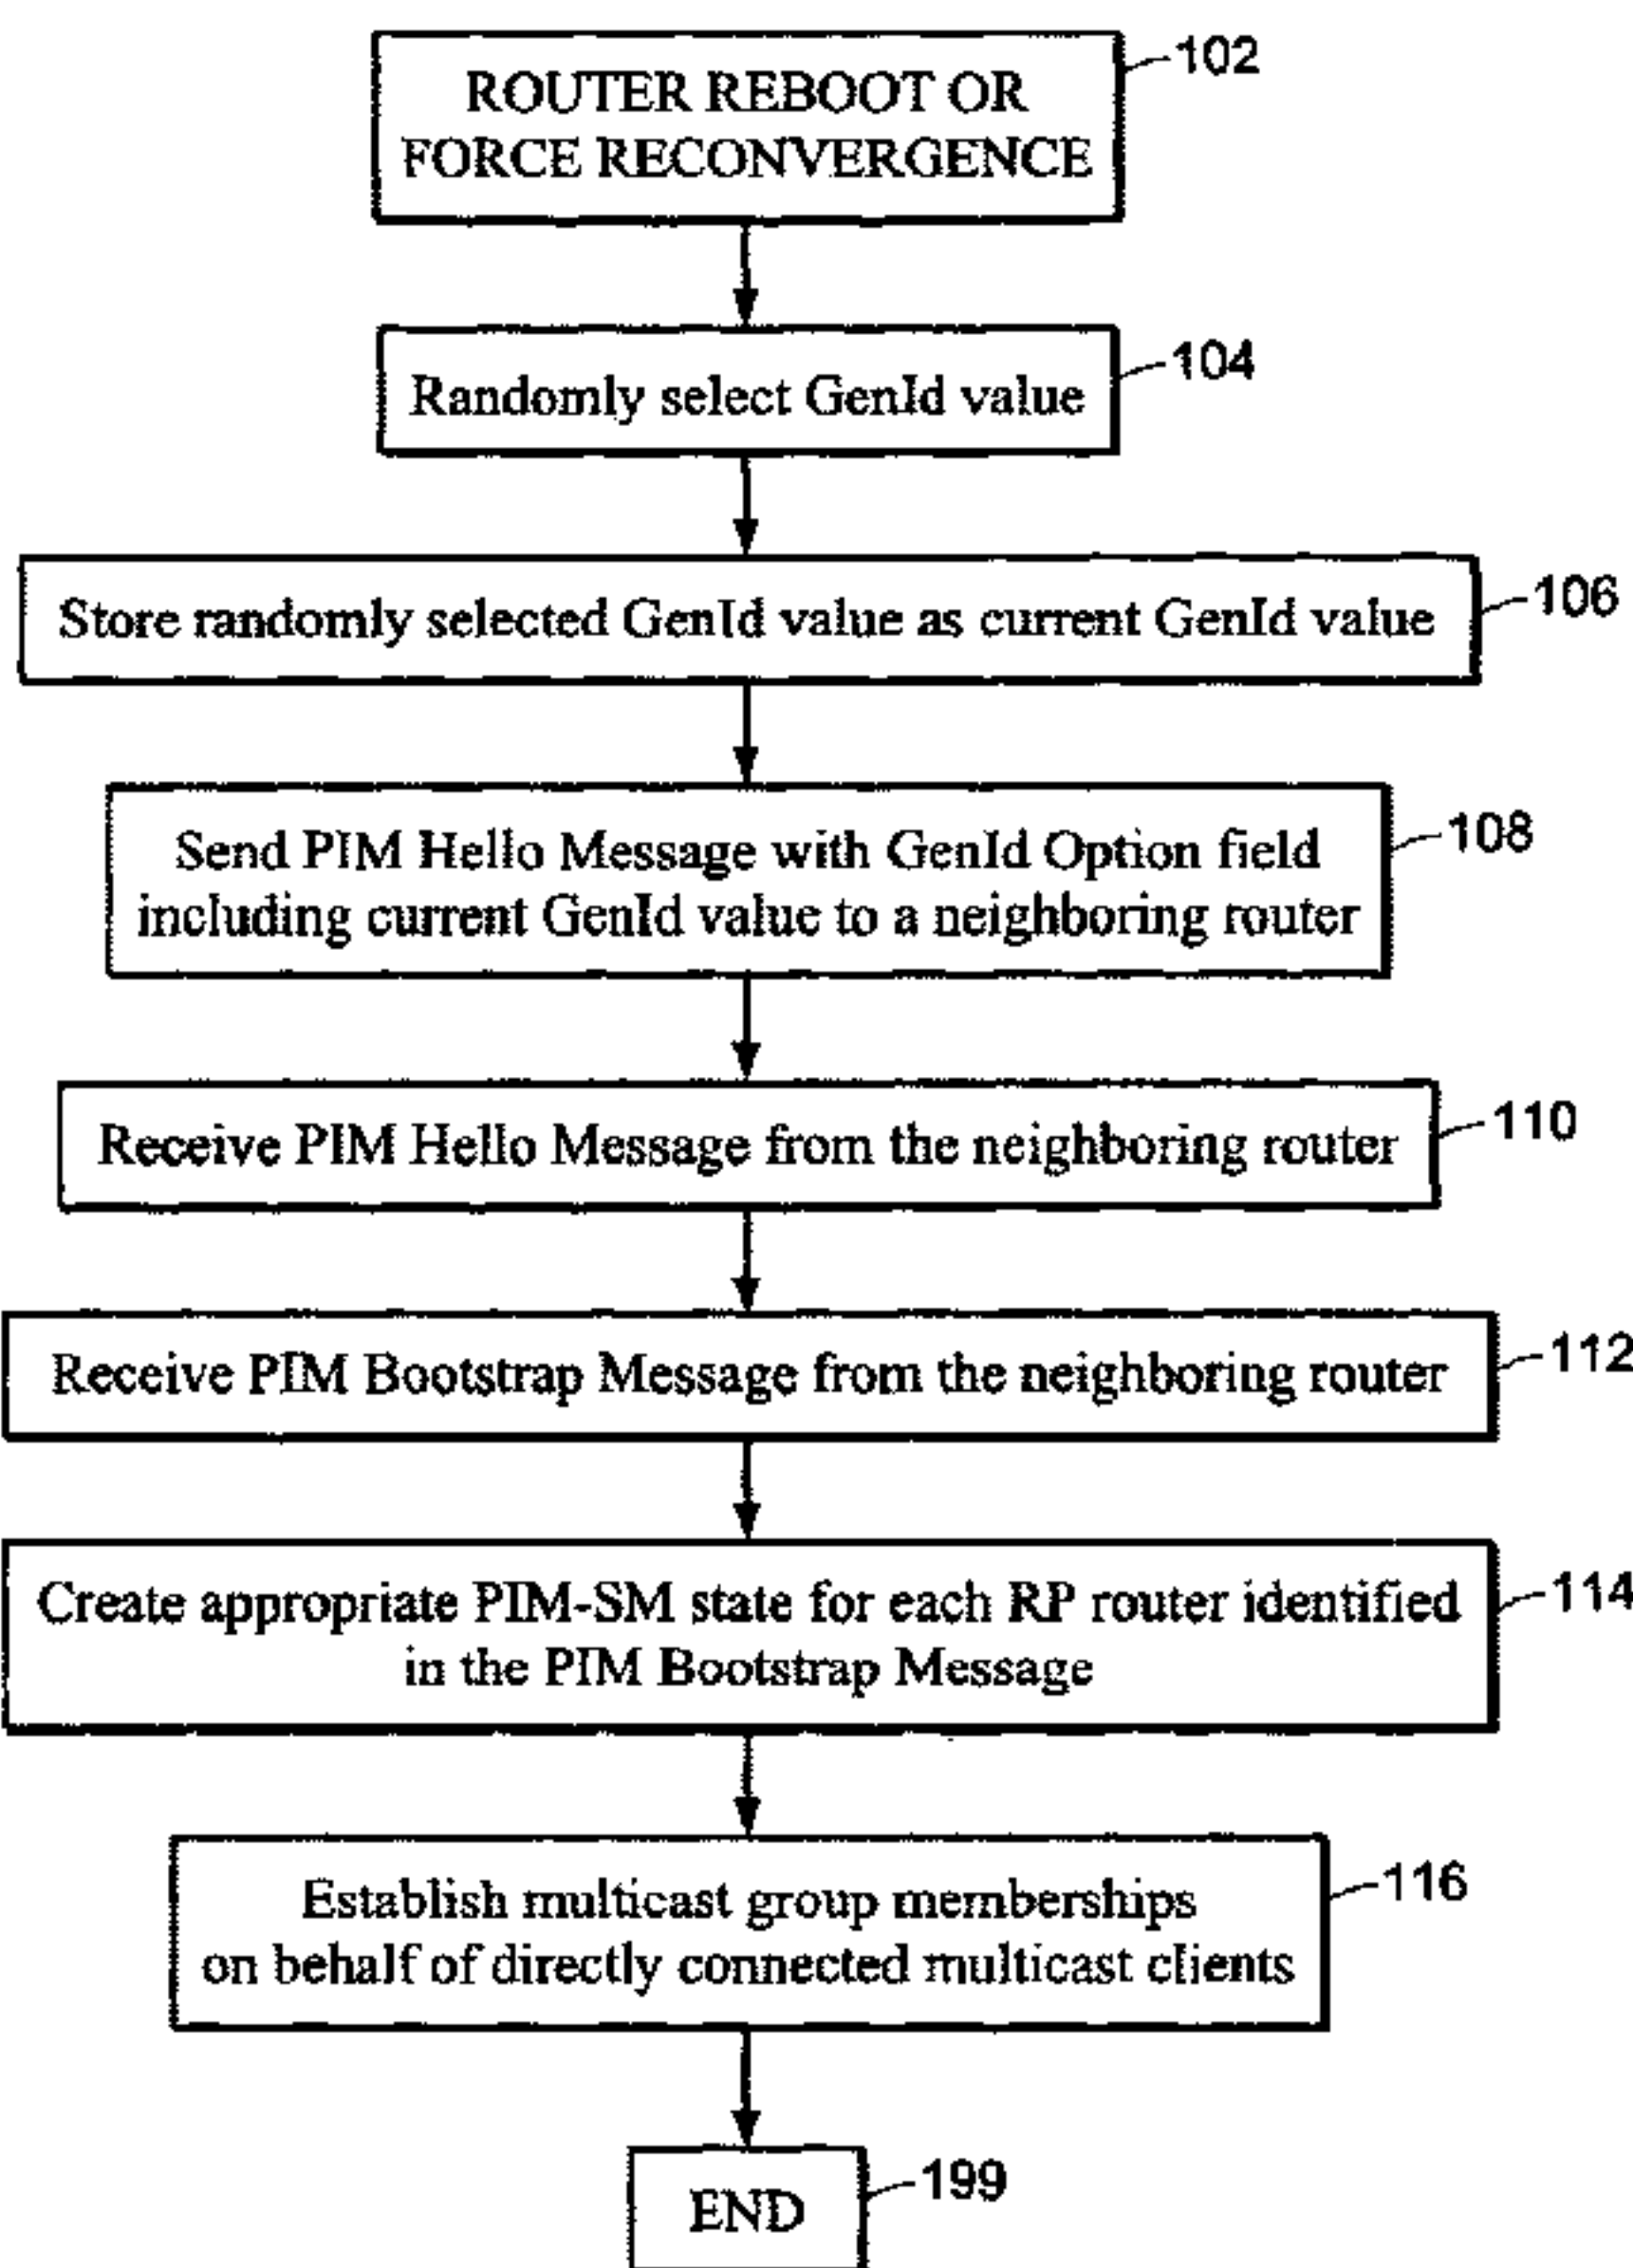 102
ROUTER REBOOT OR
FORCE RECONVERGENCE
104
Randomly select GenId value
106
Store randomly selected GenId value as current GenId value
108
Send PIM Hello Message with GenId Option field
including current GenId value to a neighboring router
110
Receive PIM Hello Message from the neighboring router
112
Receive PIM Bootstrap Message from the neighboring router
114
Create appropriate PIM-SM state for each RP router identified
in the PIM Bootstrap Message
116
Establish multicast group memberships
on behalf of directly connected multicast clients
199
END